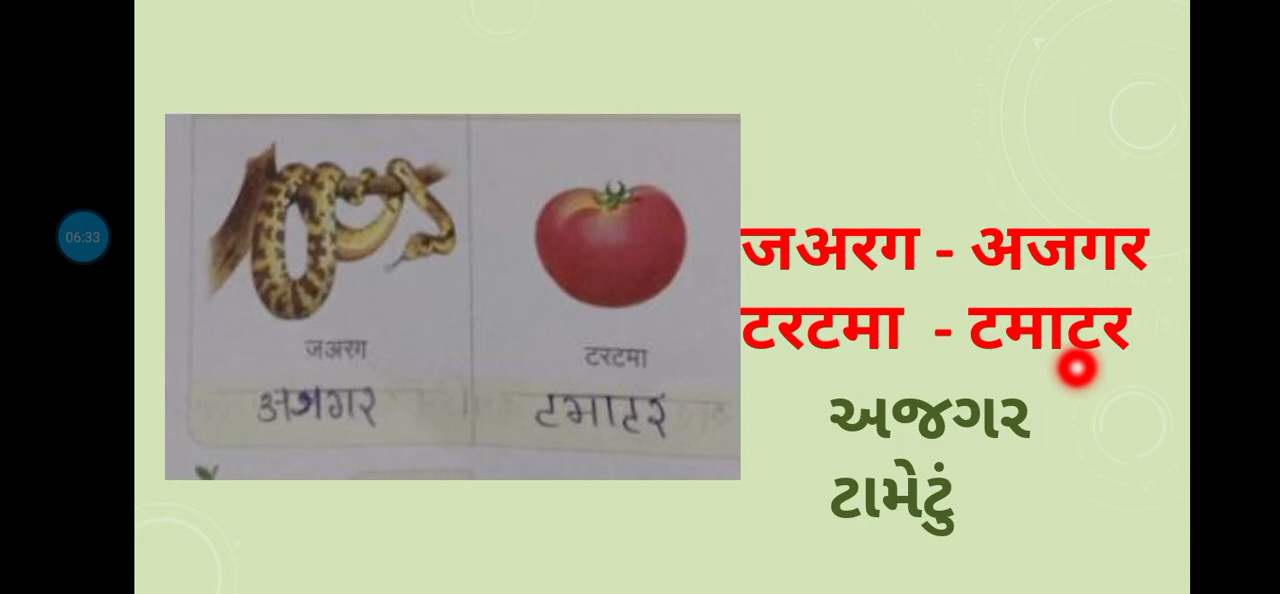 06:33
जअरग
टरटमा
अजगर
टमाटर
जअरग - अजगर
टरटमा - टमाटर
અજગર
ટામેટું